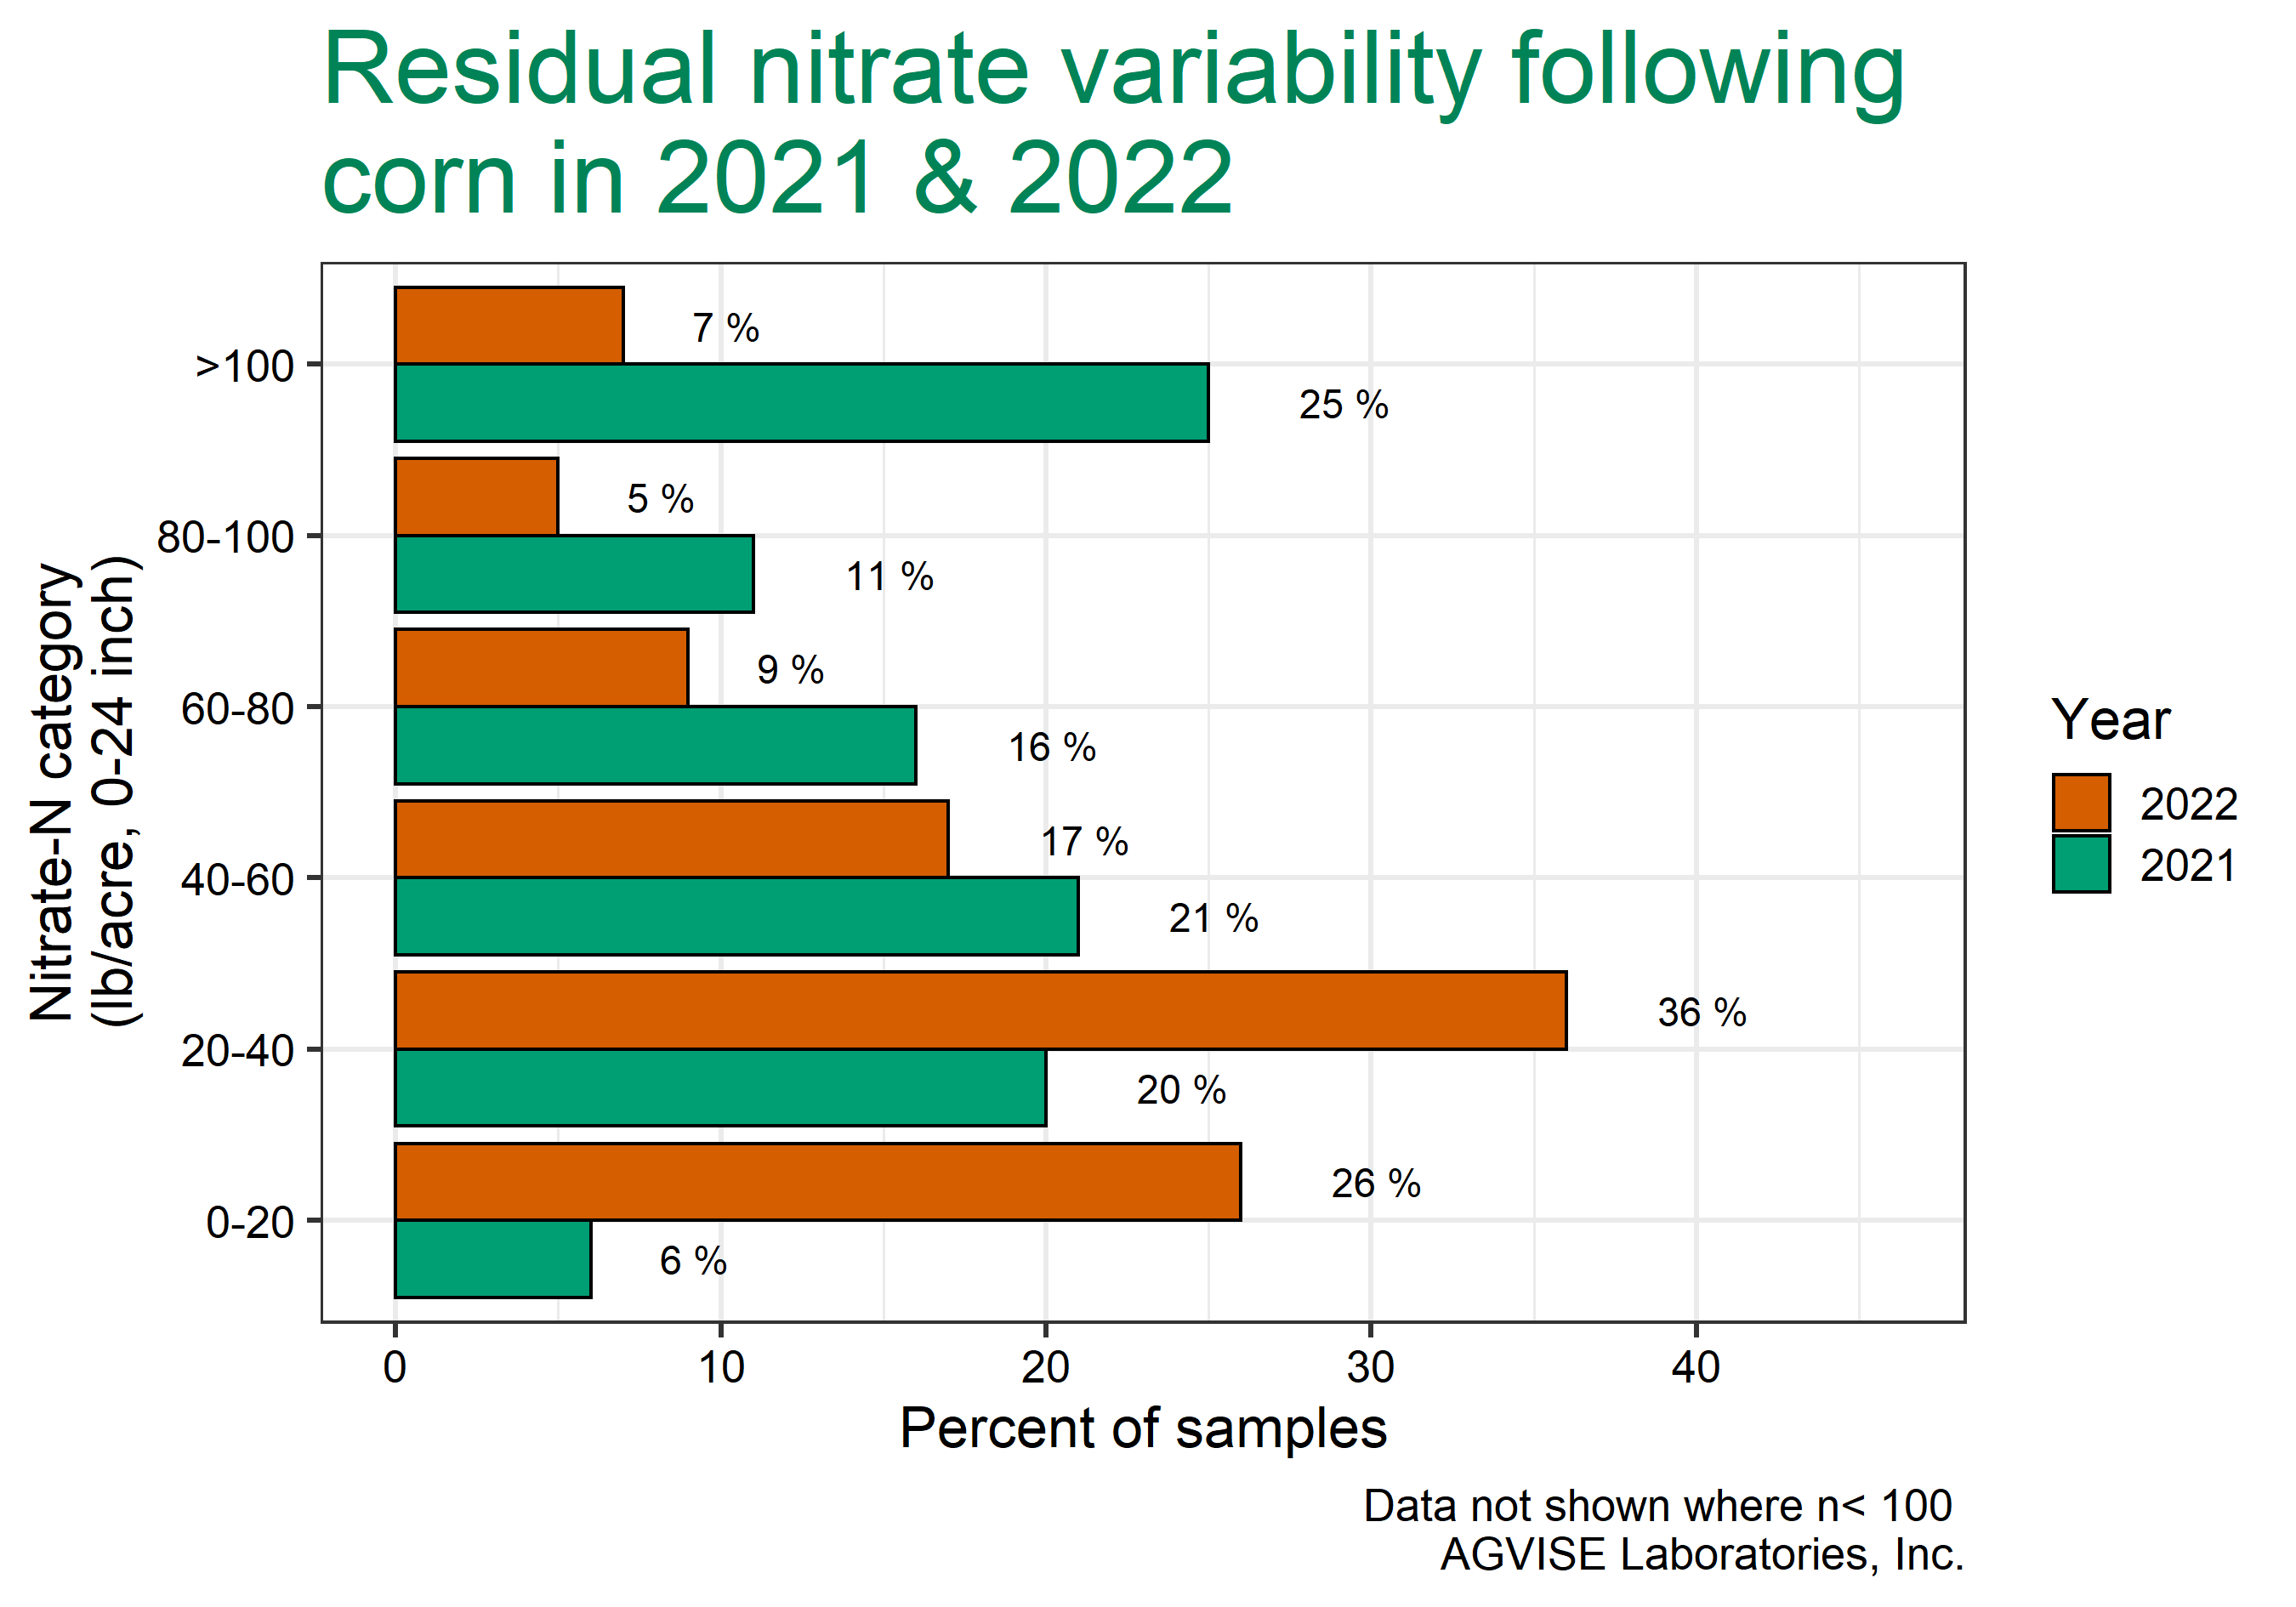 Residual nitrate variability following
corn in 2021 & 2022
Nitrate-N category
(lb/acre, 0-24 inch)
>100
7 %
25 %
80-100
5 %
11 %
60-80
9 %
16 %
40-60
17 %
21 %
20-40
36 %
20 %
0-20
26 %
6 %
0 10 20 30 40
Percent of samples
Year
2022
2021
Data not shown where n< 100
AGVISE Laboratories, Inc.